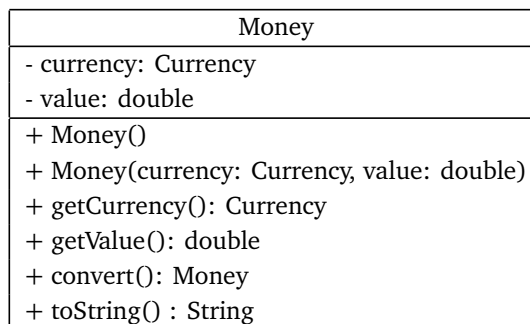 Money
- currency: Currency
- value: double
+ Money()
+ Money(currency: Currency, value: double)
+ getCurrency(): Currency
+ getValue(): double
+ convert(): Money
+ toString() : String